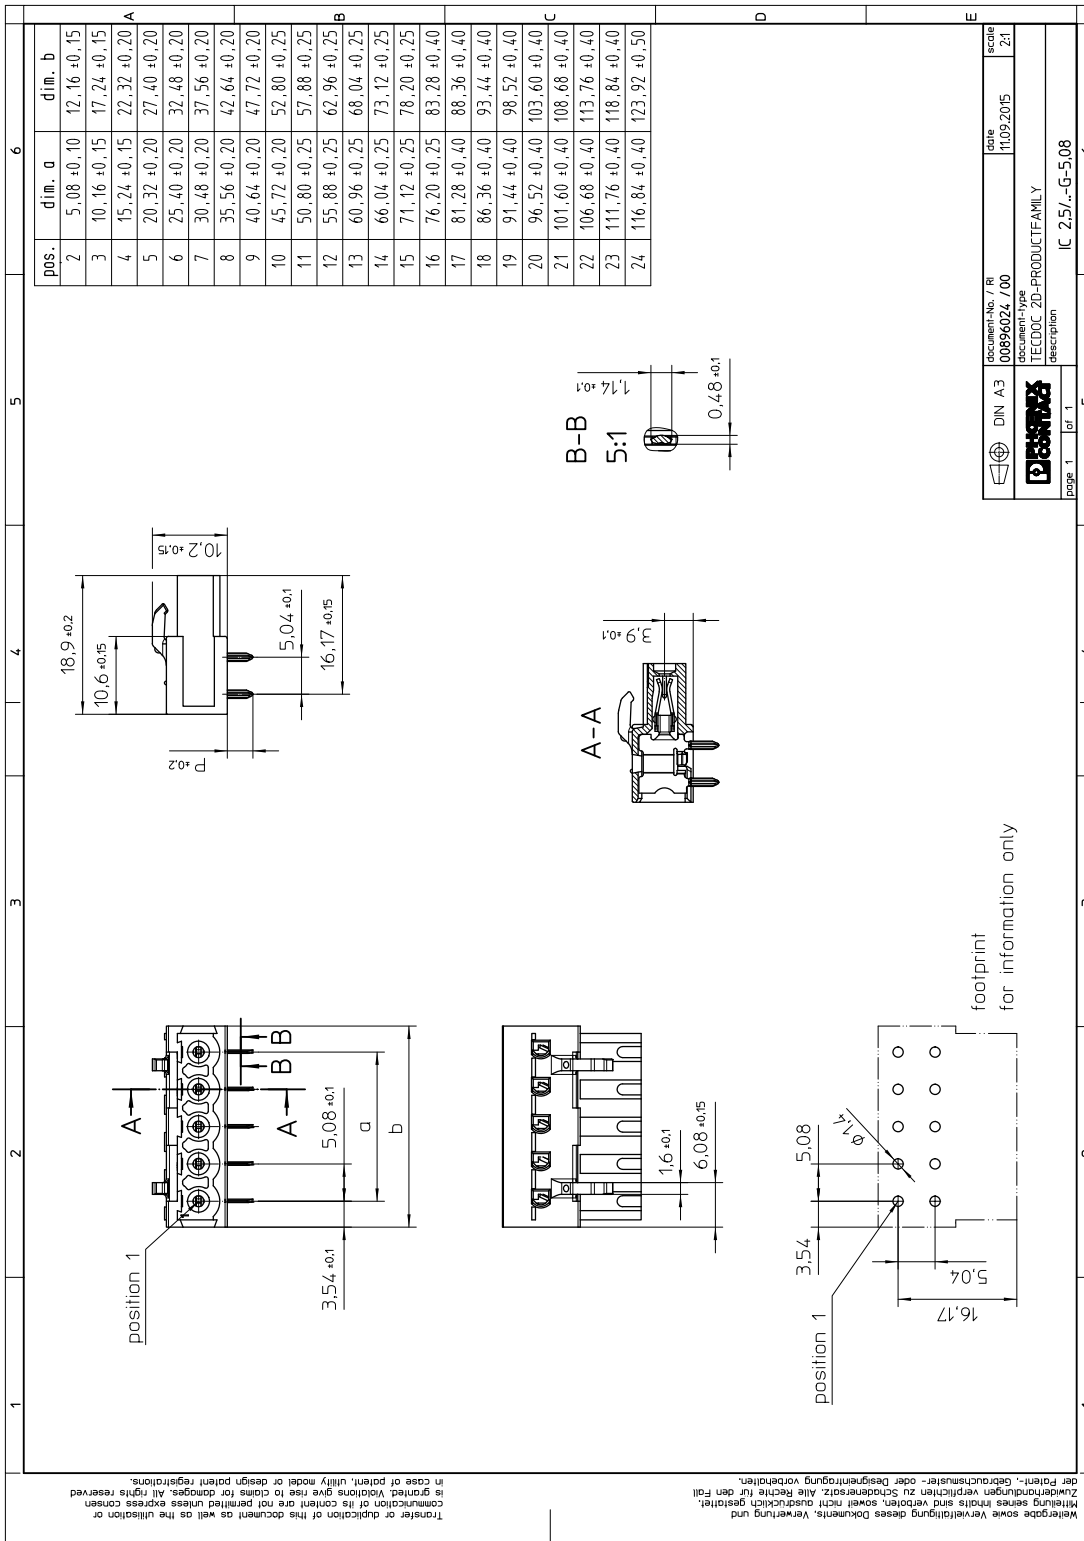 1
2
3
4
5
6
A
B
C
D
E
pos. dim. a dim. b
2 5,08 ±0,10 12,16 ±0,15
3 10,16 ±0,15 17,24 ±0,15
4 15,24 ±0,15 22,32 ±0,20
5 20,32 ±0,20 27,40 ±0,20
6 25,40 ±0,20 32,48 ±0,20
7 30,48 ±0,20 37,56 ±0,20
8 35,56 ±0,20 42,64 ±0,20
9 40,64 ±0,20 47,72 ±0,20
10 45,72 ±0,20 52,80 ±0,25
11 50,80 ±0,25 57,88 ±0,25
12 55,88 ±0,25 62,96 ±0,25
13 60,96 ±0,25 68,04 ±0,25
14 66,04 ±0,25 73,12 ±0,25
15 71,12 ±0,25 78,20 ±0,25
16 76,20 ±0,25 83,28 ±0,40
17 81,28 ±0,40 88,36 ±0,40
18 86,36 ±0,40 93,44 ±0,40
19 91,44 ±0,40 98,52 ±0,40
20 96,52 ±0,40 103,60 ±0,40
21 101,60 ±0,40 108,68 ±0,40
22 106,68 ±0,40 113,76 ±0,40
23 111,76 ±0,40 118,84 ±0,40
24 116,84 ±0,40 123,92 ±0,50
position 1
A
A
B
B
3,54 ±0,1
5,08 ±0,1
a
b
18,9 ±0,2
10,6 ±0,15
10,2 ±0,15
P ±0,2
5,04 ±0,1
16,17 ±0,15
1,6 ±0,1
6,08 ±0,15
A-A
3,9 ±0,1
B-B
5:1
1,14 ±0,1
0,48 ±0,1
position 1
3,54
5,08
Ø 1,4
5,04
16,17
footprint
for information only
DIN A3
document-No. / RI
00896024 / 00
date
11.09.2015
scale
2:1
document-type
TECDOC 2D-PRODUCTFAMILY
PHOENIX
CONTACT
page 1 of 1
description
IC 2,5/..-G-5,08
Transfer or duplication of this document as well as the utilisation or
communication of its content are not permitted unless express consen
is granted. Violations give rise to claims for damages. All rights reserved
in case of patent, utility model or design patent registrations.
Weitergabe sowie Vervielfältigung dieses Dokuments, Verwertung und
Mitteilung seines Inhalts sind verboten, soweit nicht ausdrücklich gestattet.
Zuwiderhandlungen verpflichten zu Schadenersatz. Alle Rechte für den Fall
der Patent-, Gebrauchsmuster- oder Designeintragung vorbehalten.